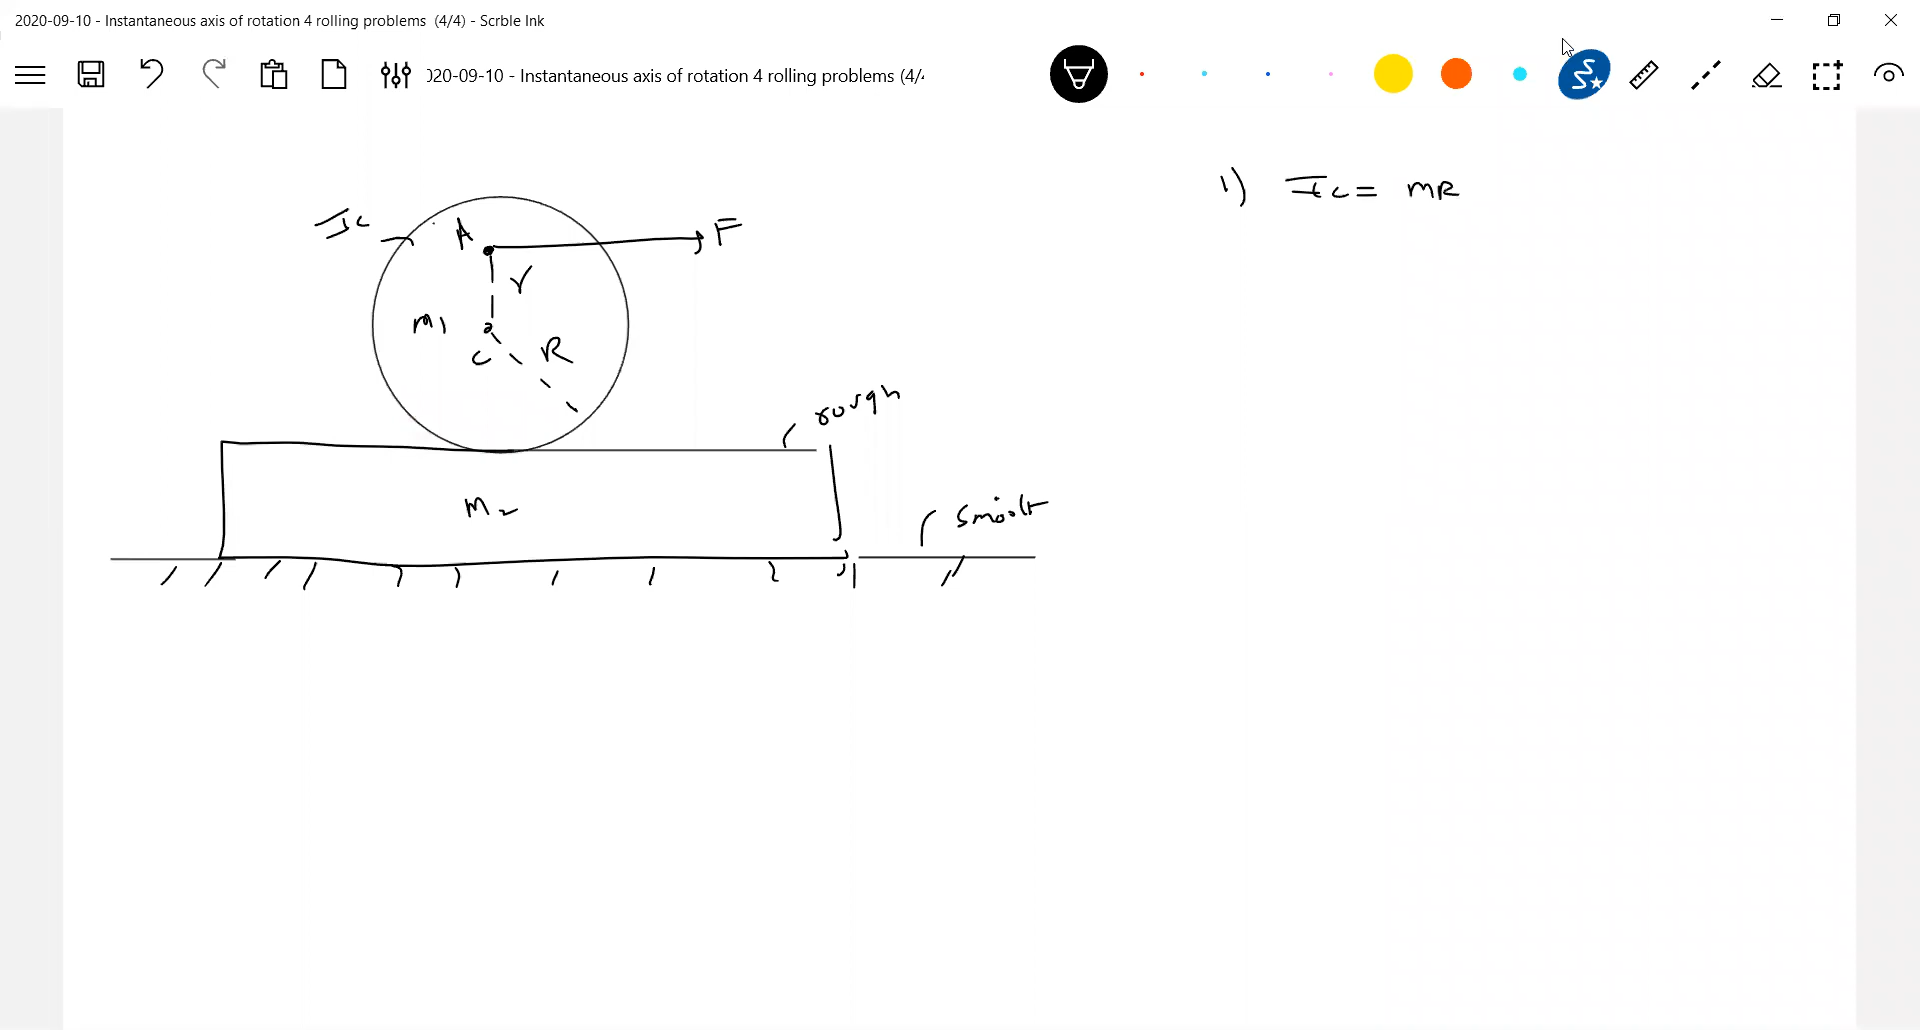 2020-09-10 - Instantaneous axis of rotation 4 rolling problems (4/4) - Scrble Ink
020-09-10 - Instantaneous axis of rotation 4 rolling problems (4/4
1) Ic = mR
Ic
A
F
r
m1
C
R
rough
m2
smooth